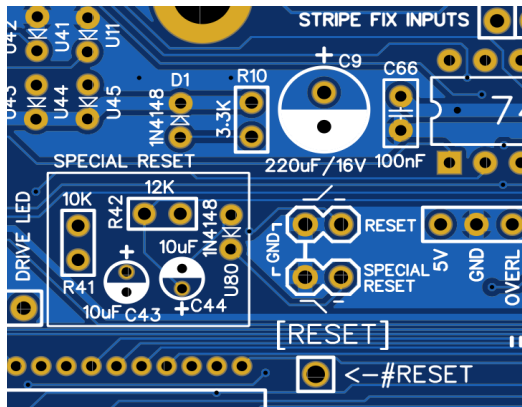 STRIPE FIX INPUTS
U42
U41
U11
U43
U44
U45
D1
1N4148
R10
3.3K
C9
220uF/16V
C66
100nF
7
SPECIAL RESET
10K
R41
R42
12K
1N4148
U80
10uF
10uF C43
C44
DRIVE LED
GND
RESET
SPECIAL
RESET
5V
GND
OVERL
[RESET]
<-#RESET